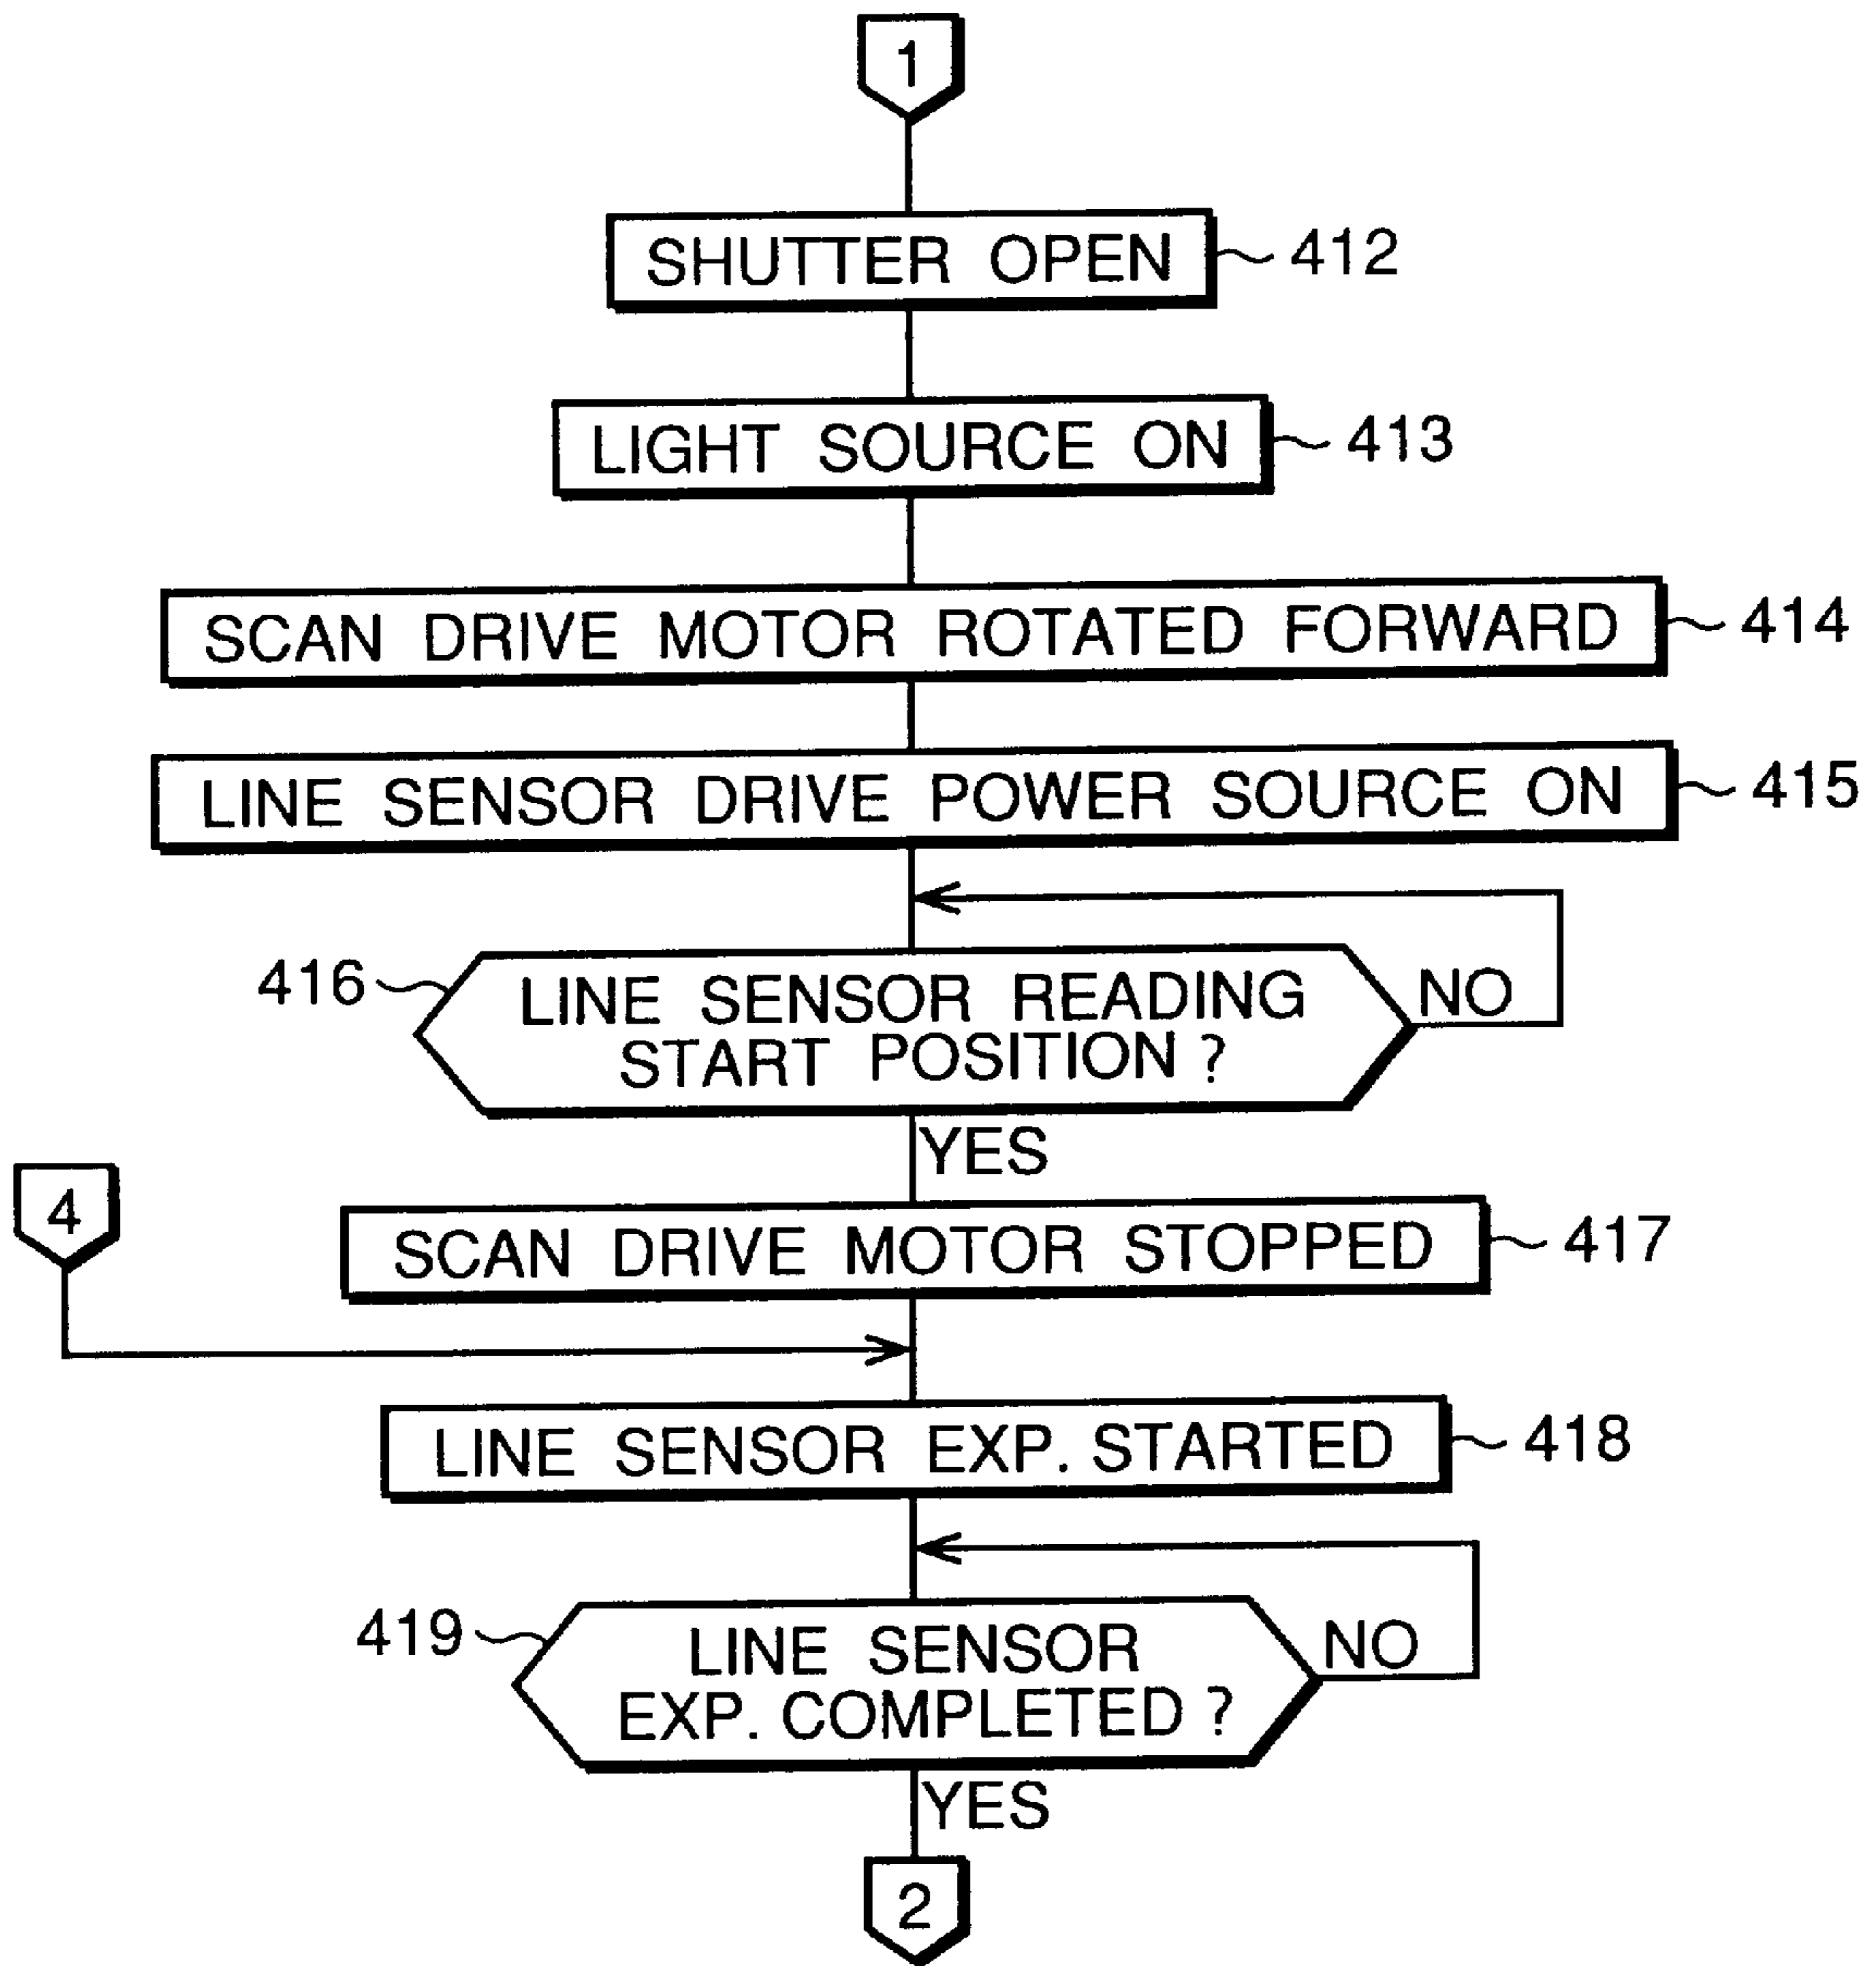 1
SHUTTER OPEN 412
LIGHT SOURCE ON 413
SCAN DRIVE MOTOR ROTATED FORWARD 414
LINE SENSOR DRIVE POWER SOURCE ON 415
416 LINE SENSOR READING NO
START POSITION ?
YES
4
SCAN DRIVE MOTOR STOPPED 417
LINE SENSOR EXP. STARTED 418
419 LINE SENSOR NO
EXP. COMPLETED ?
YES
2